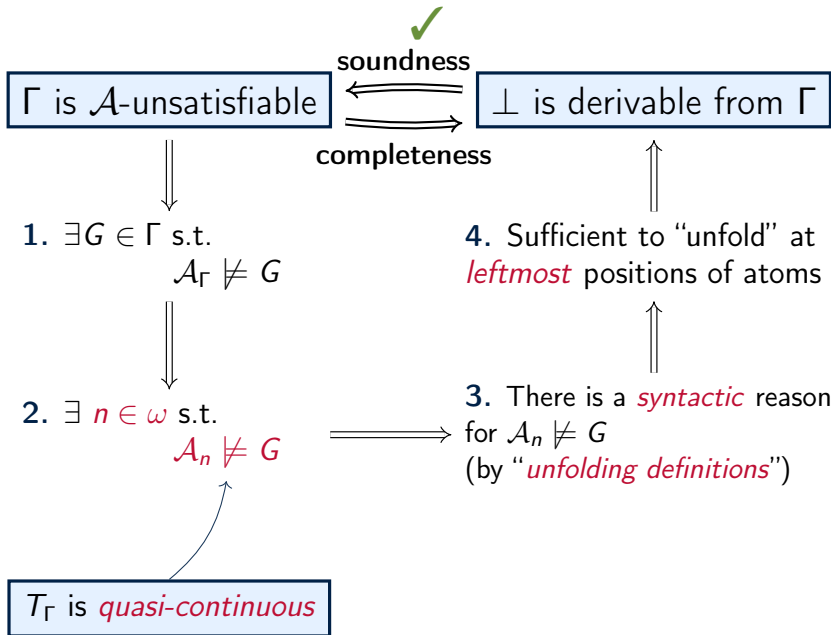 ✓
soundness
Γ is 𝒜-unsatisfiable
⊥ is derivable from Γ
completeness
1. ∃G ∈ Γ s.t.
𝒜_Γ ⊭ G
4. Sufficient to “unfold” at
leftmost positions of atoms
2. ∃ n ∈ ω s.t.
𝒜_n ⊭ G
3. There is a syntactic reason
for 𝒜_n ⊭ G
(by “unfolding definitions”)
T_Γ is quasi-continuous